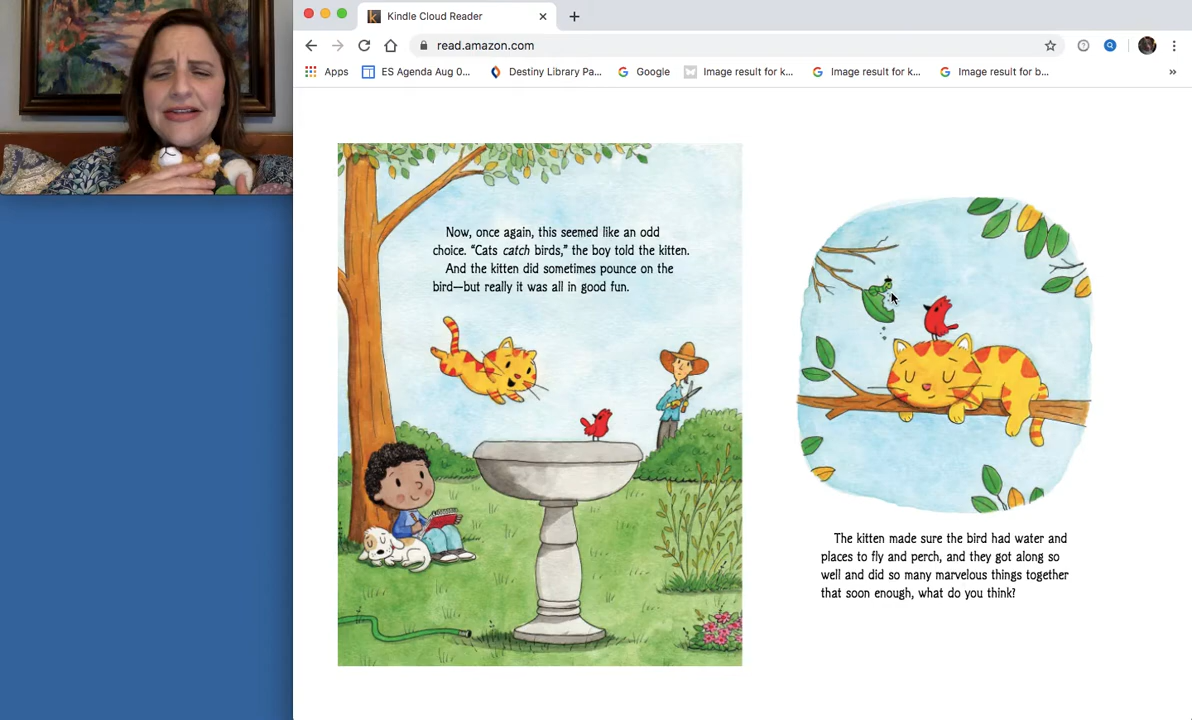 Kindle Cloud Reader
read.amazon.com
Apps
ES Agenda Aug 0...
Destiny Library Pa...
Google
Image result for k...
Image result for k...
Image result for b...
Now, once again, this seemed like an odd
choice. “Cats catch birds,” the boy told the kitten.
And the kitten did sometimes pounce on the
bird—but really it was all in good fun.
The kitten made sure the bird had water and
places to fly and perch, and they got along so
well and did so many marvelous things together
that soon enough, what do you think?